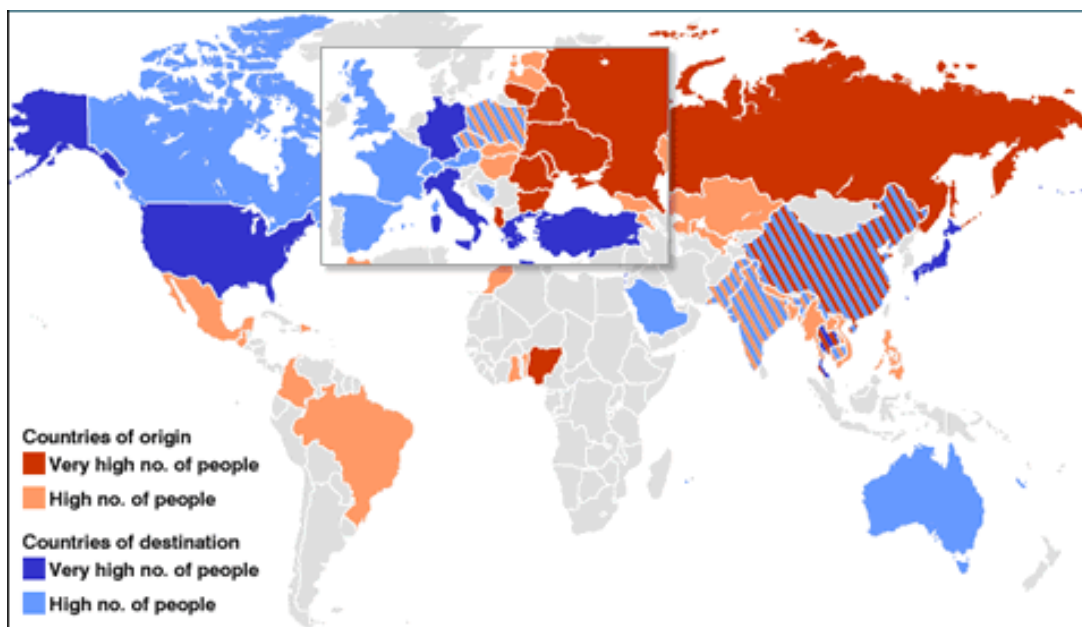 Countries of origin
Very high no. of people
High no. of people
Countries of destination
Very high no. of people
High no. of people